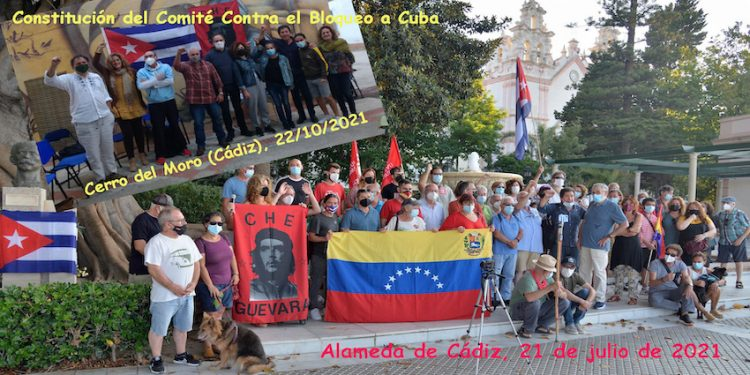 Constitución del Comité Contra el Bloqueo a Cuba
Cerro del Moro (Cádiz), 22/10/2021
CHE
GUEVARA
Alameda de Cádiz, 21 de julio de 2021